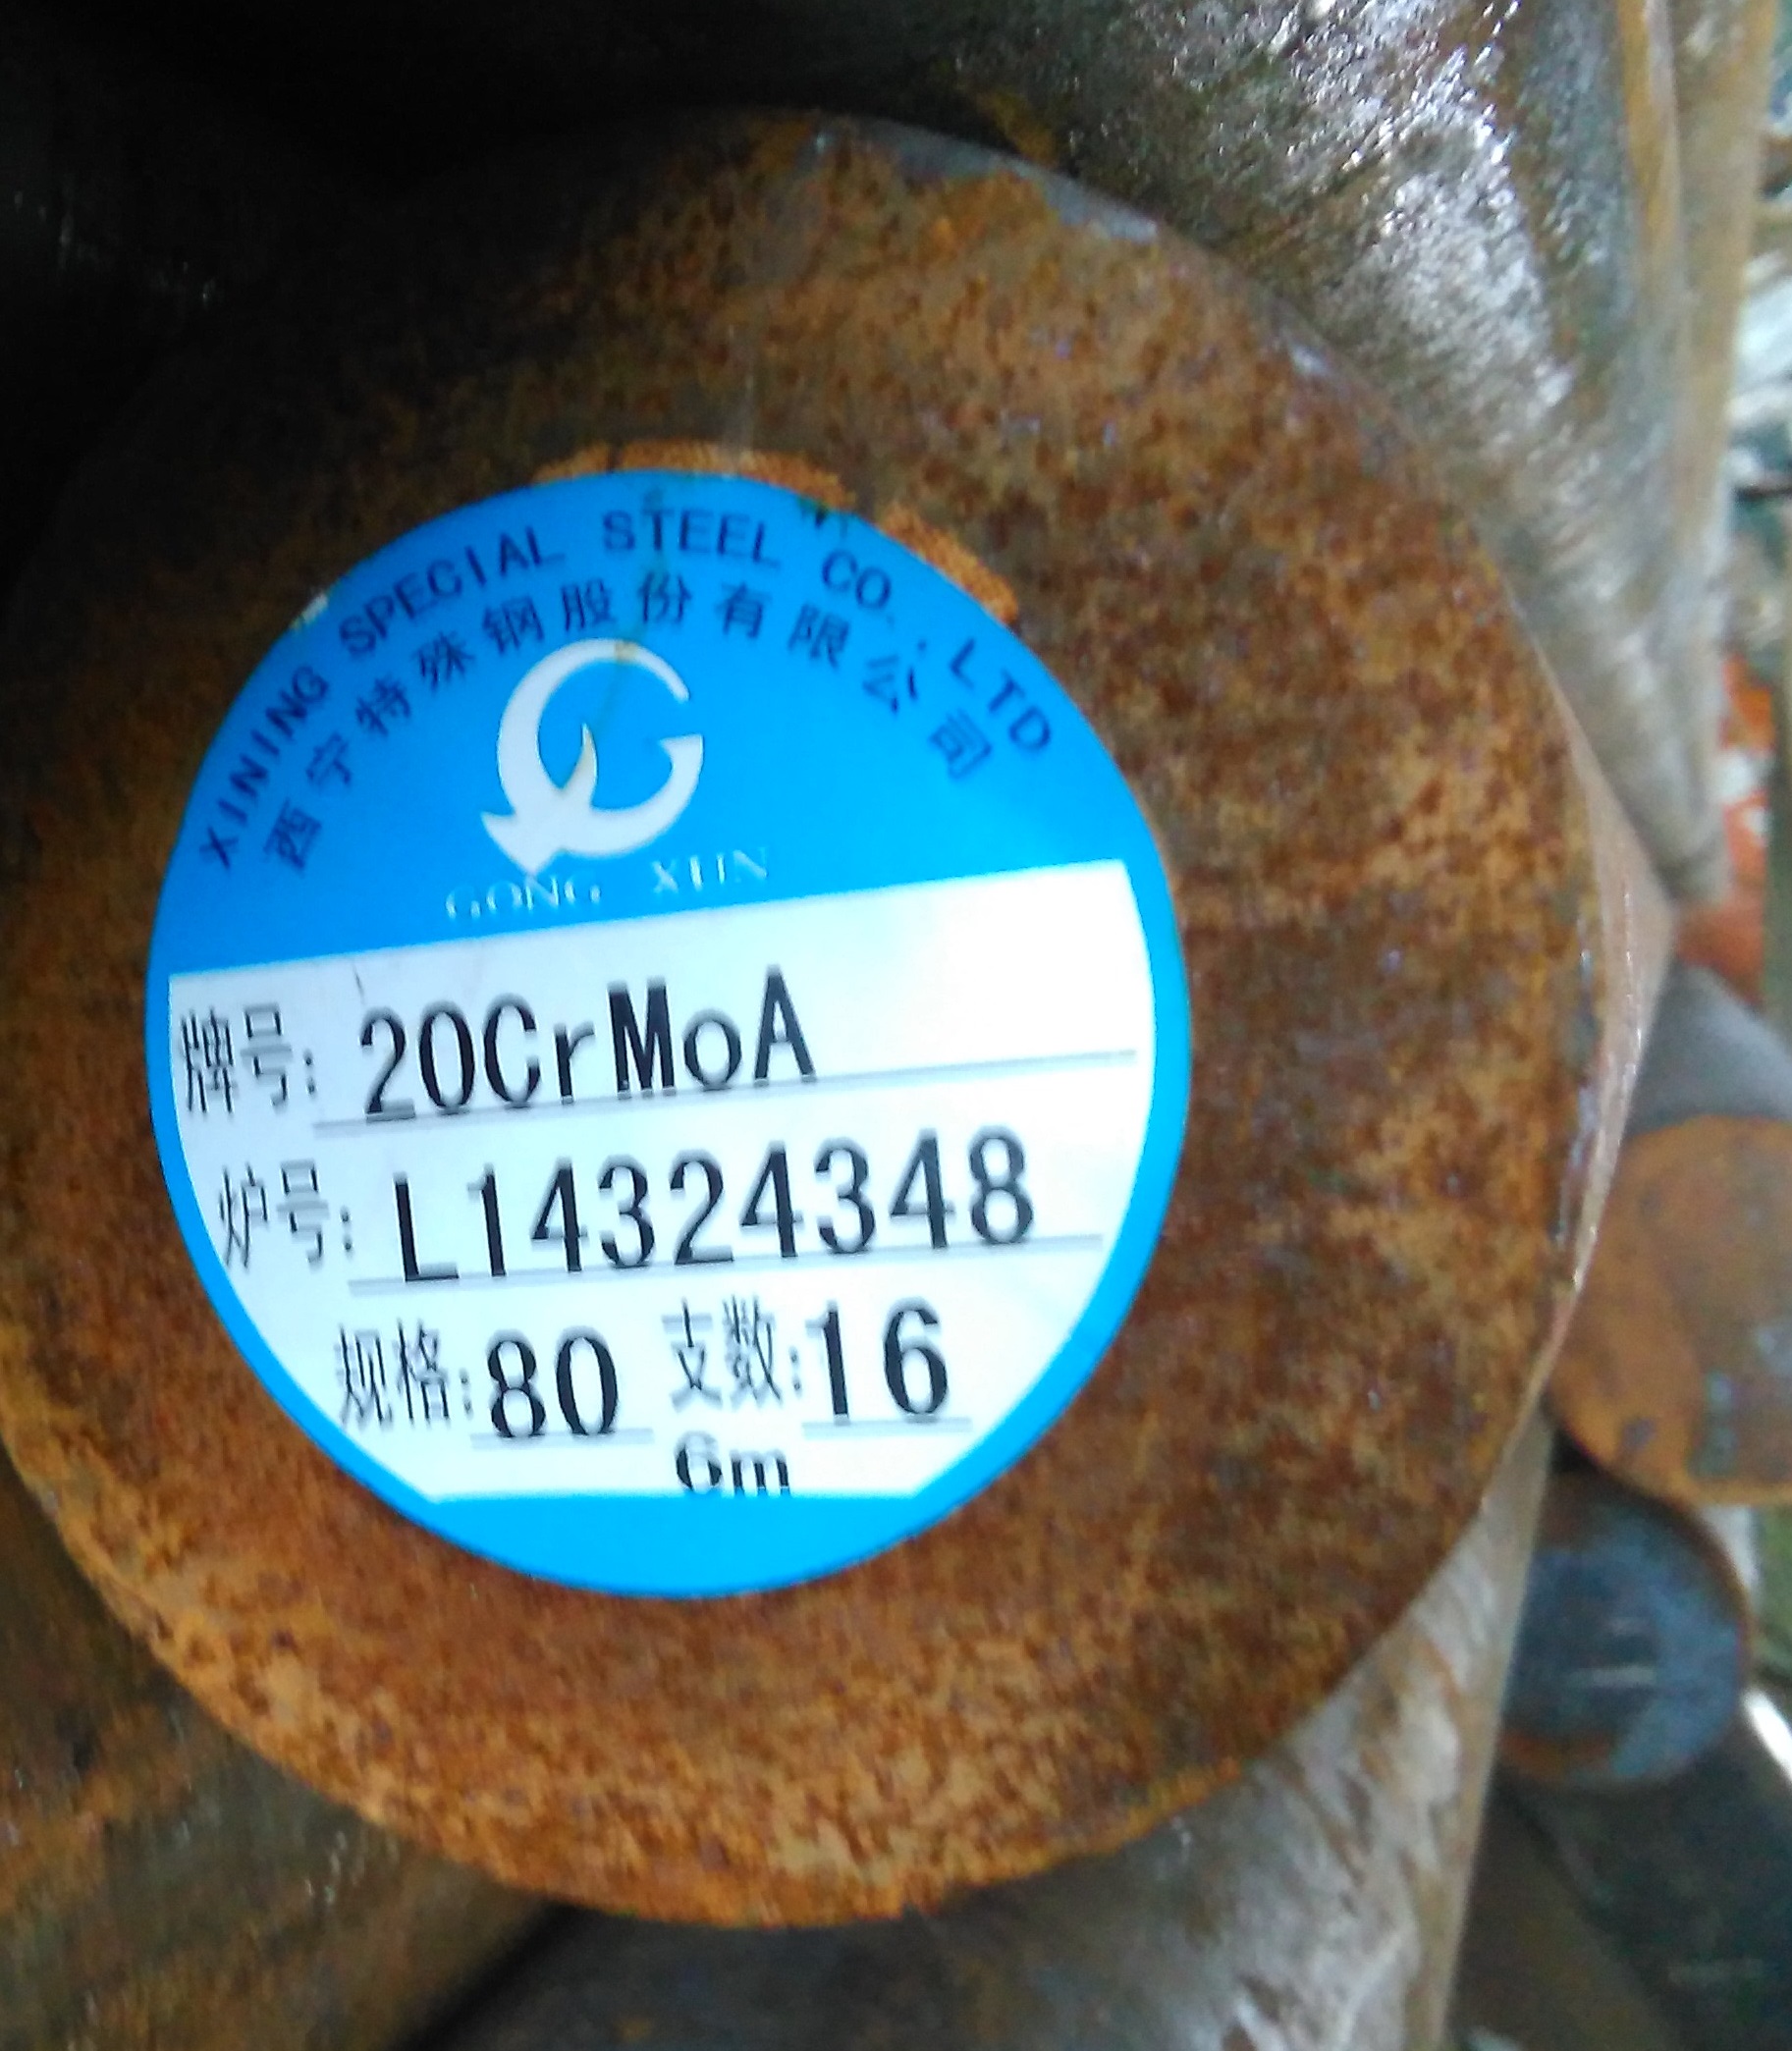 XINING SPECIAL STEEL CO.,LTD
西宁特殊钢股份有限公司
GONG XUN
牌号: 20CrMoA
炉号: L14324348
规格: 80 支数: 16
6m